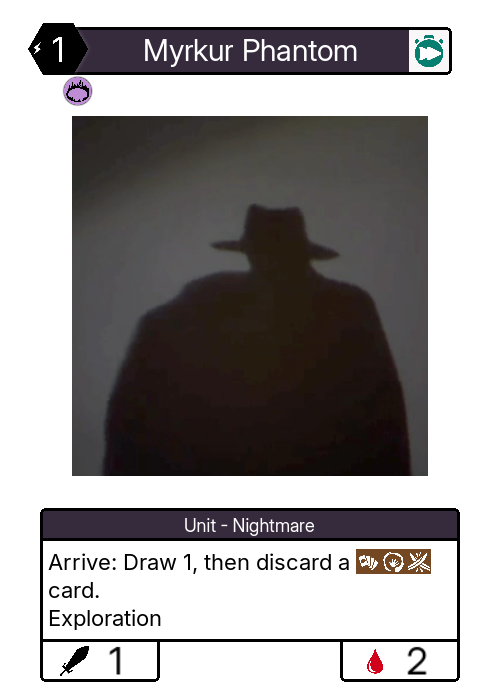 1 Myrkur Phantom
Unit - Nightmare
Arrive: Draw 1, then discard a
card.
Exploration
1 2